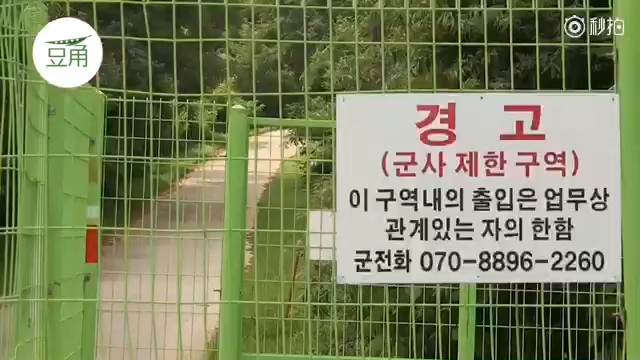 豆角
秒拍
경 고
(군사 제한 구역)
이 구역내의 출입은 업무상
관계있는 자의 한함
군전화 070-8896-2260